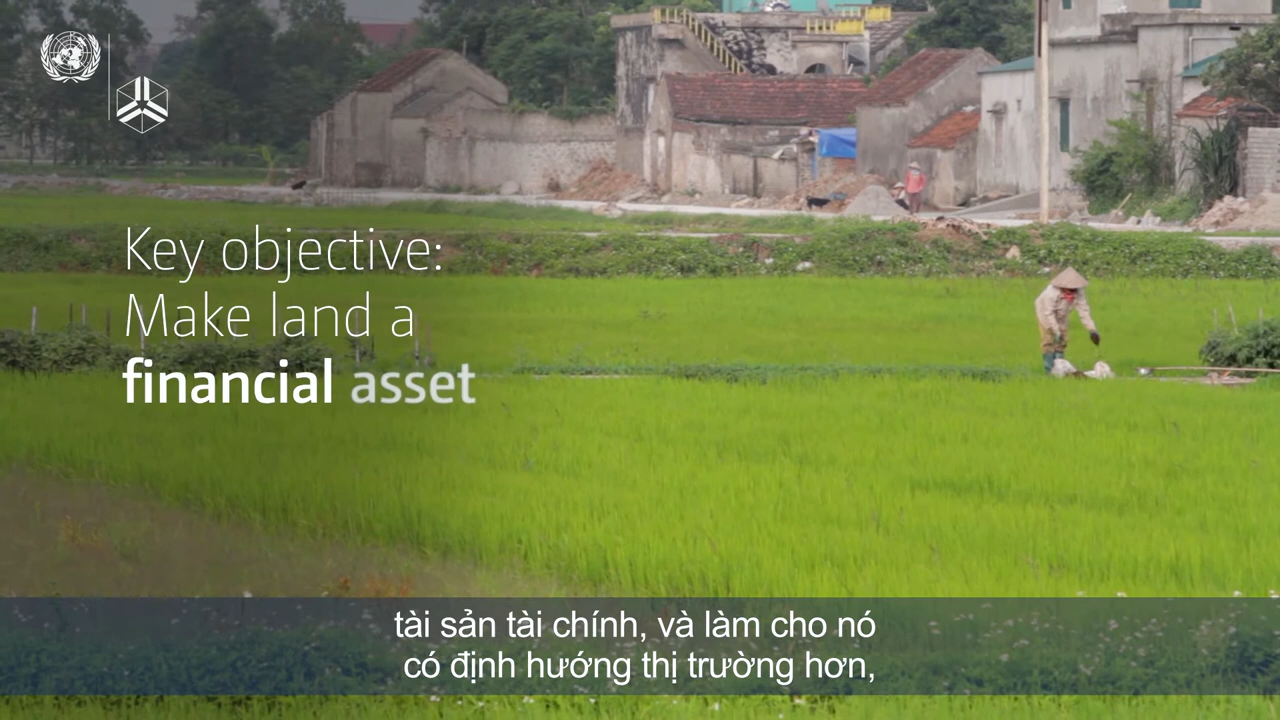 Key objective:
Make land a
financial asset
tài sản tài chính, và làm cho nó
có định hướng thị trường hơn,